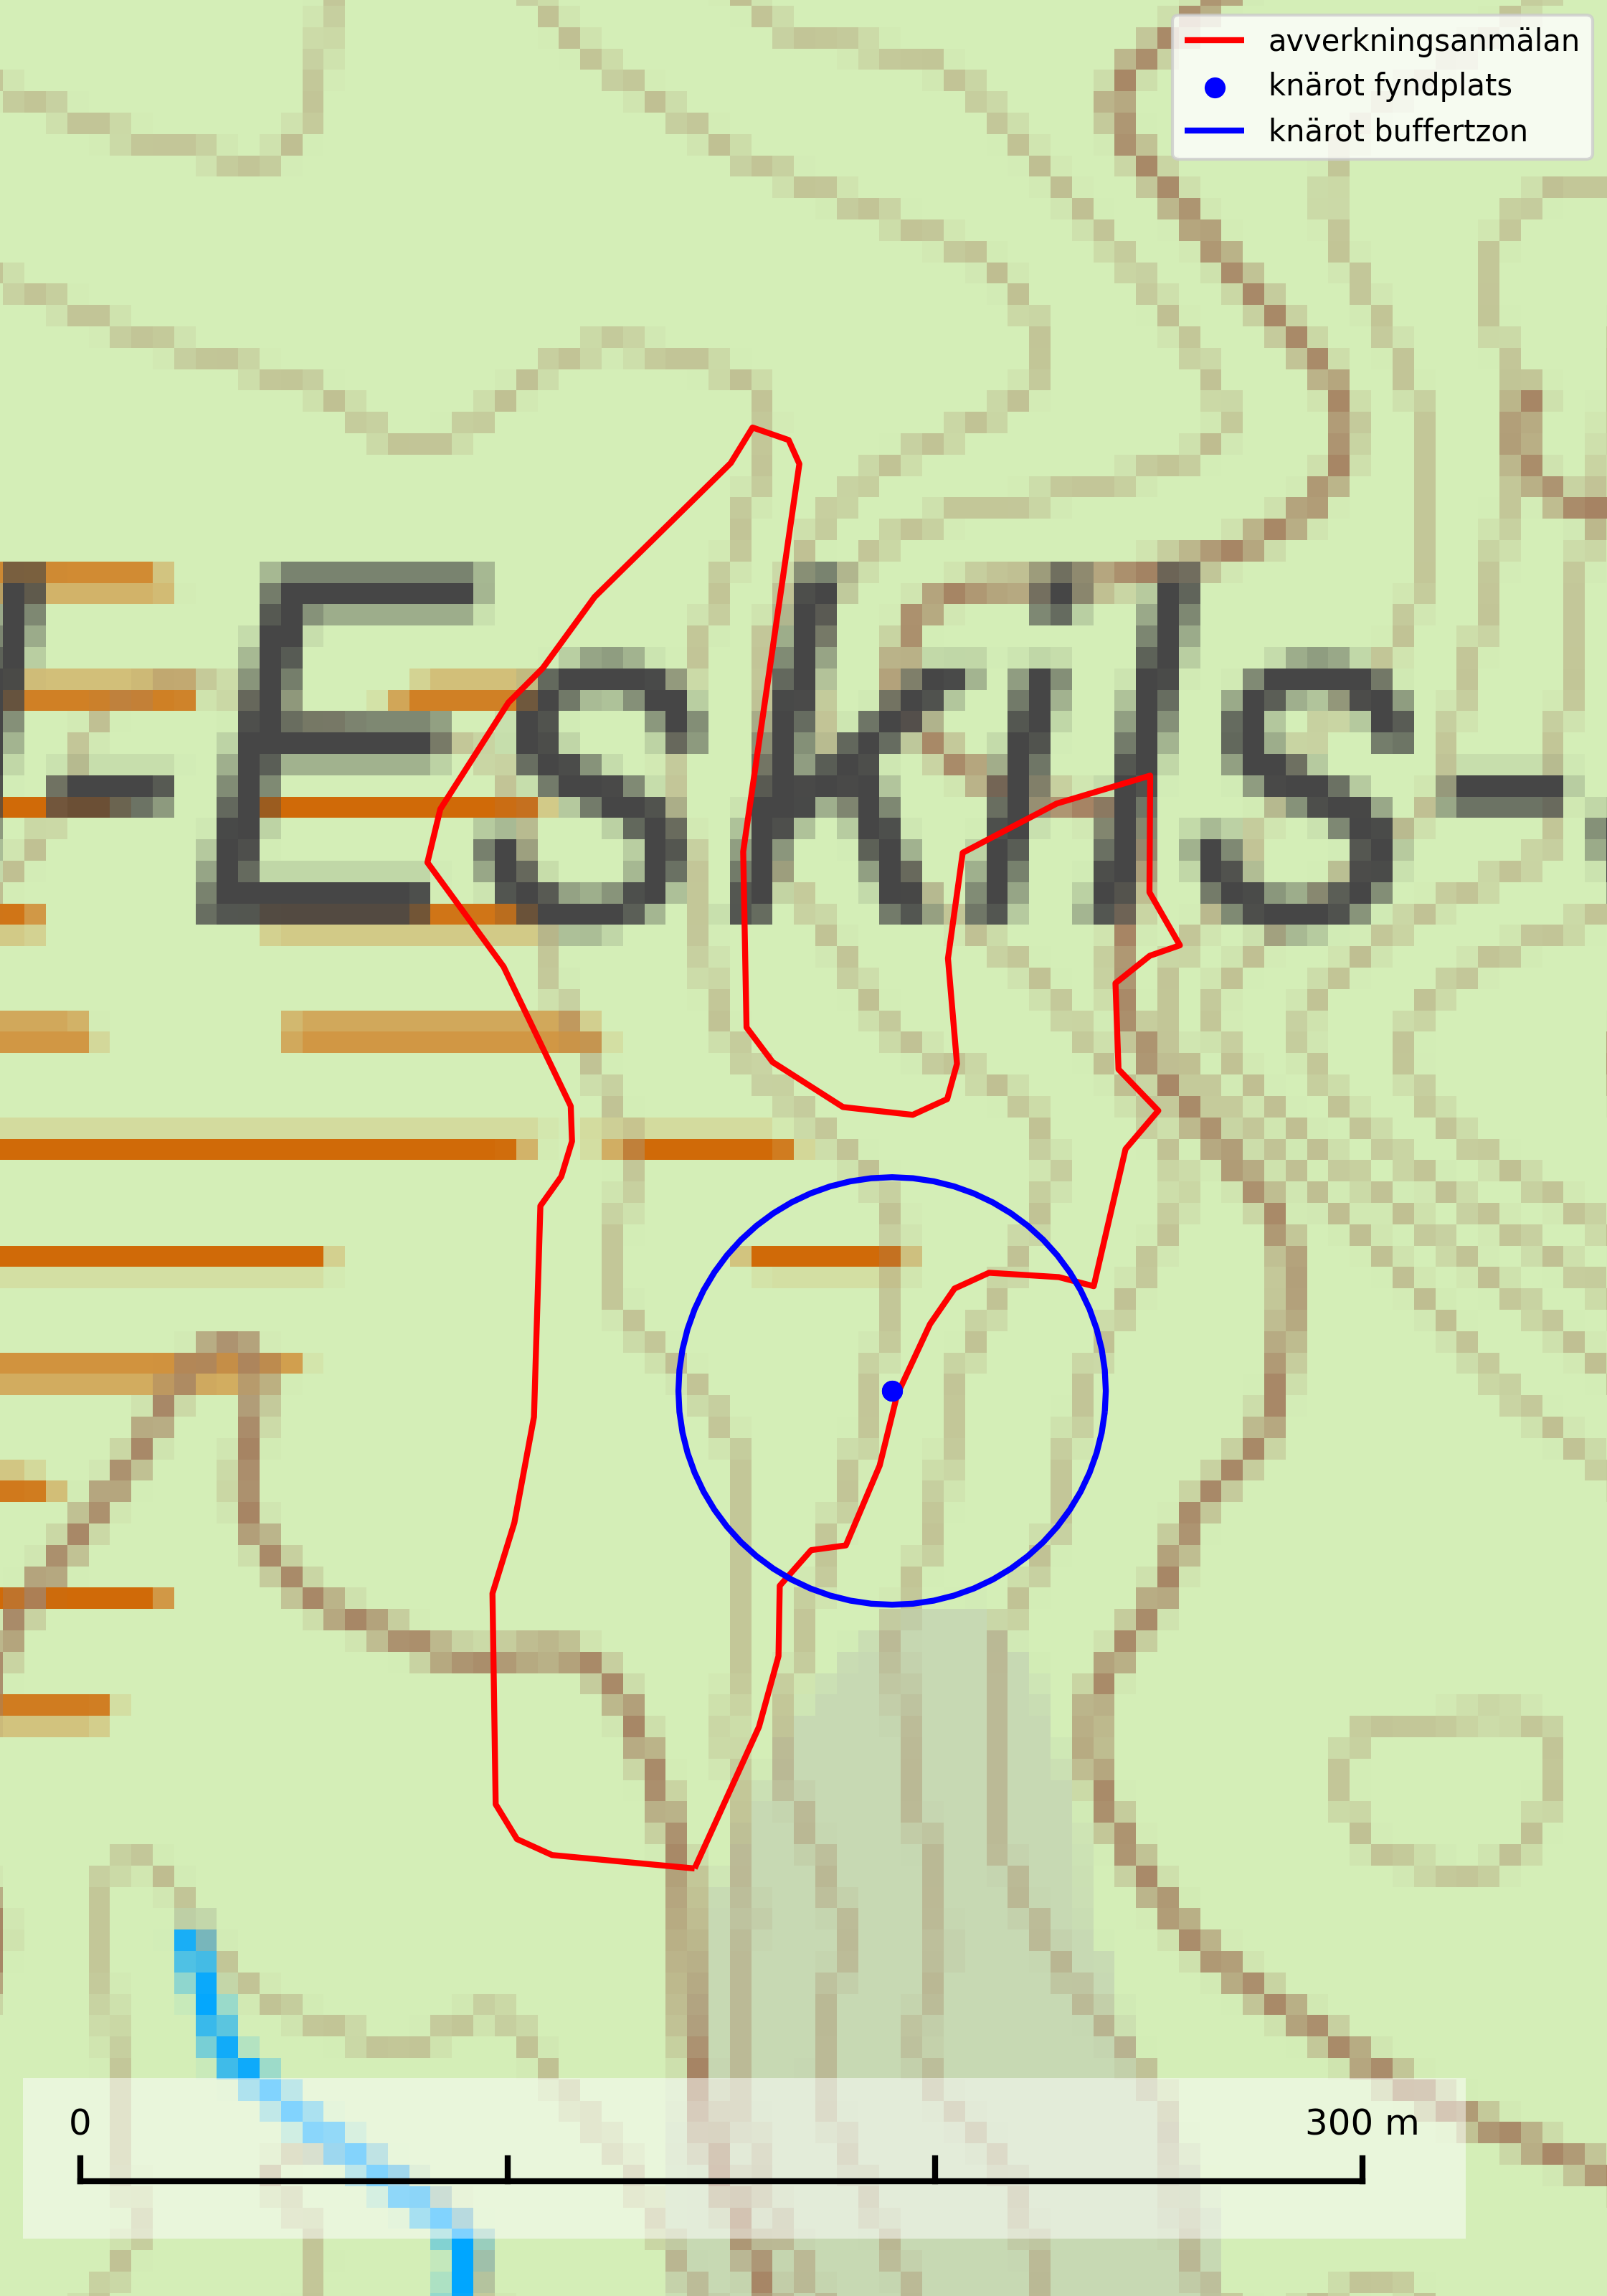 avverkningsanmälan
knärot fyndplats
knärot buffertzon
Eskils-
0
300 m